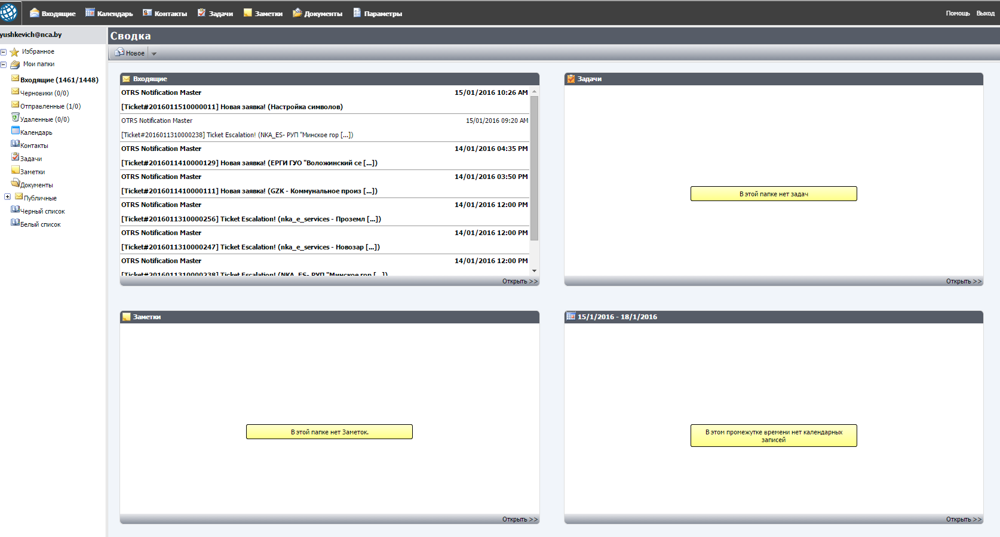 Входящие Календарь Контакты Задачи Заметки Документы Параметры Помощь Выход
yushkevich@nca.by
Избранное
Мои папки
Входящие (1461/1448)
Черновики (0/0)
Отправленные (1/0)
Удаленные (0/0)
Календарь
Контакты
Задачи
Заметки
Документы
Публичные
Черный список
Белый список
Сводка
Новое
Входящие
OTRS Notification Master 15/01/2016 10:26 AM
[Ticket#2016011510000011] Новая заявка! (Настройка символов)
OTRS Notification Master 15/01/2016 09:20 AM
[Ticket#2016011310000238] Ticket Escalation! (NKA_ES- РУП "Минское гор [...])
OTRS Notification Master 14/01/2016 04:35 PM
[Ticket#2016011410000129] Новая заявка! (ЕРГИ ГУО "Воложинский се [...])
OTRS Notification Master 14/01/2016 03:50 PM
[Ticket#2016011410000111] Новая заявка! (GZK - Коммунальное произ [...])
OTRS Notification Master 14/01/2016 12:00 PM
[Ticket#2016011310000256] Ticket Escalation! (nka_e_services - Проземл [...])
OTRS Notification Master 14/01/2016 12:00 PM
[Ticket#2016011310000247] Ticket Escalation! (nka_e_services - Новозар [...])
OTRS Notification Master 14/01/2016 12:00 PM
[Ticket#2016011310000238] Ticket Escalation! (NKA_ES- РУП "Минское гор [...])
Открыть >>
Задачи
В этой папке нет задач
Открыть >>
Заметки
В этой папке нет Заметок.
Открыть >>
15/1/2016 - 18/1/2016
В этом промежутке времени нет календарных
записей
Открыть >>